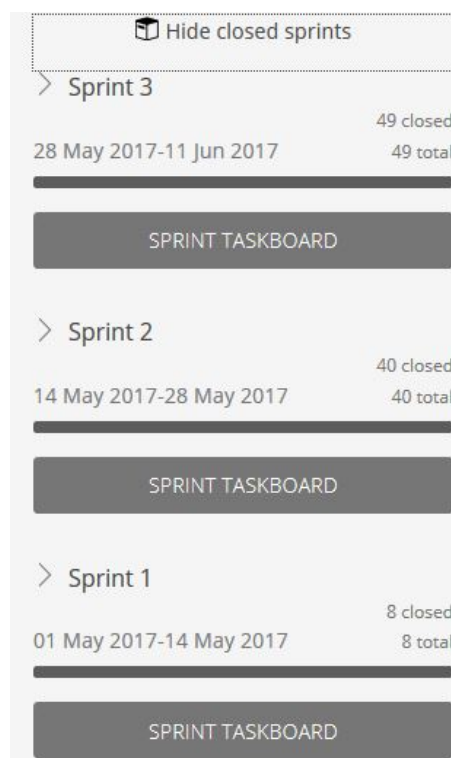 Hide closed sprints
Sprint 3
49 closed
28 May 2017-11 Jun 2017 49 total
SPRINT TASKBOARD
Sprint 2
40 closed
14 May 2017-28 May 2017 40 total
SPRINT TASKBOARD
Sprint 1
8 closed
01 May 2017-14 May 2017 8 total
SPRINT TASKBOARD